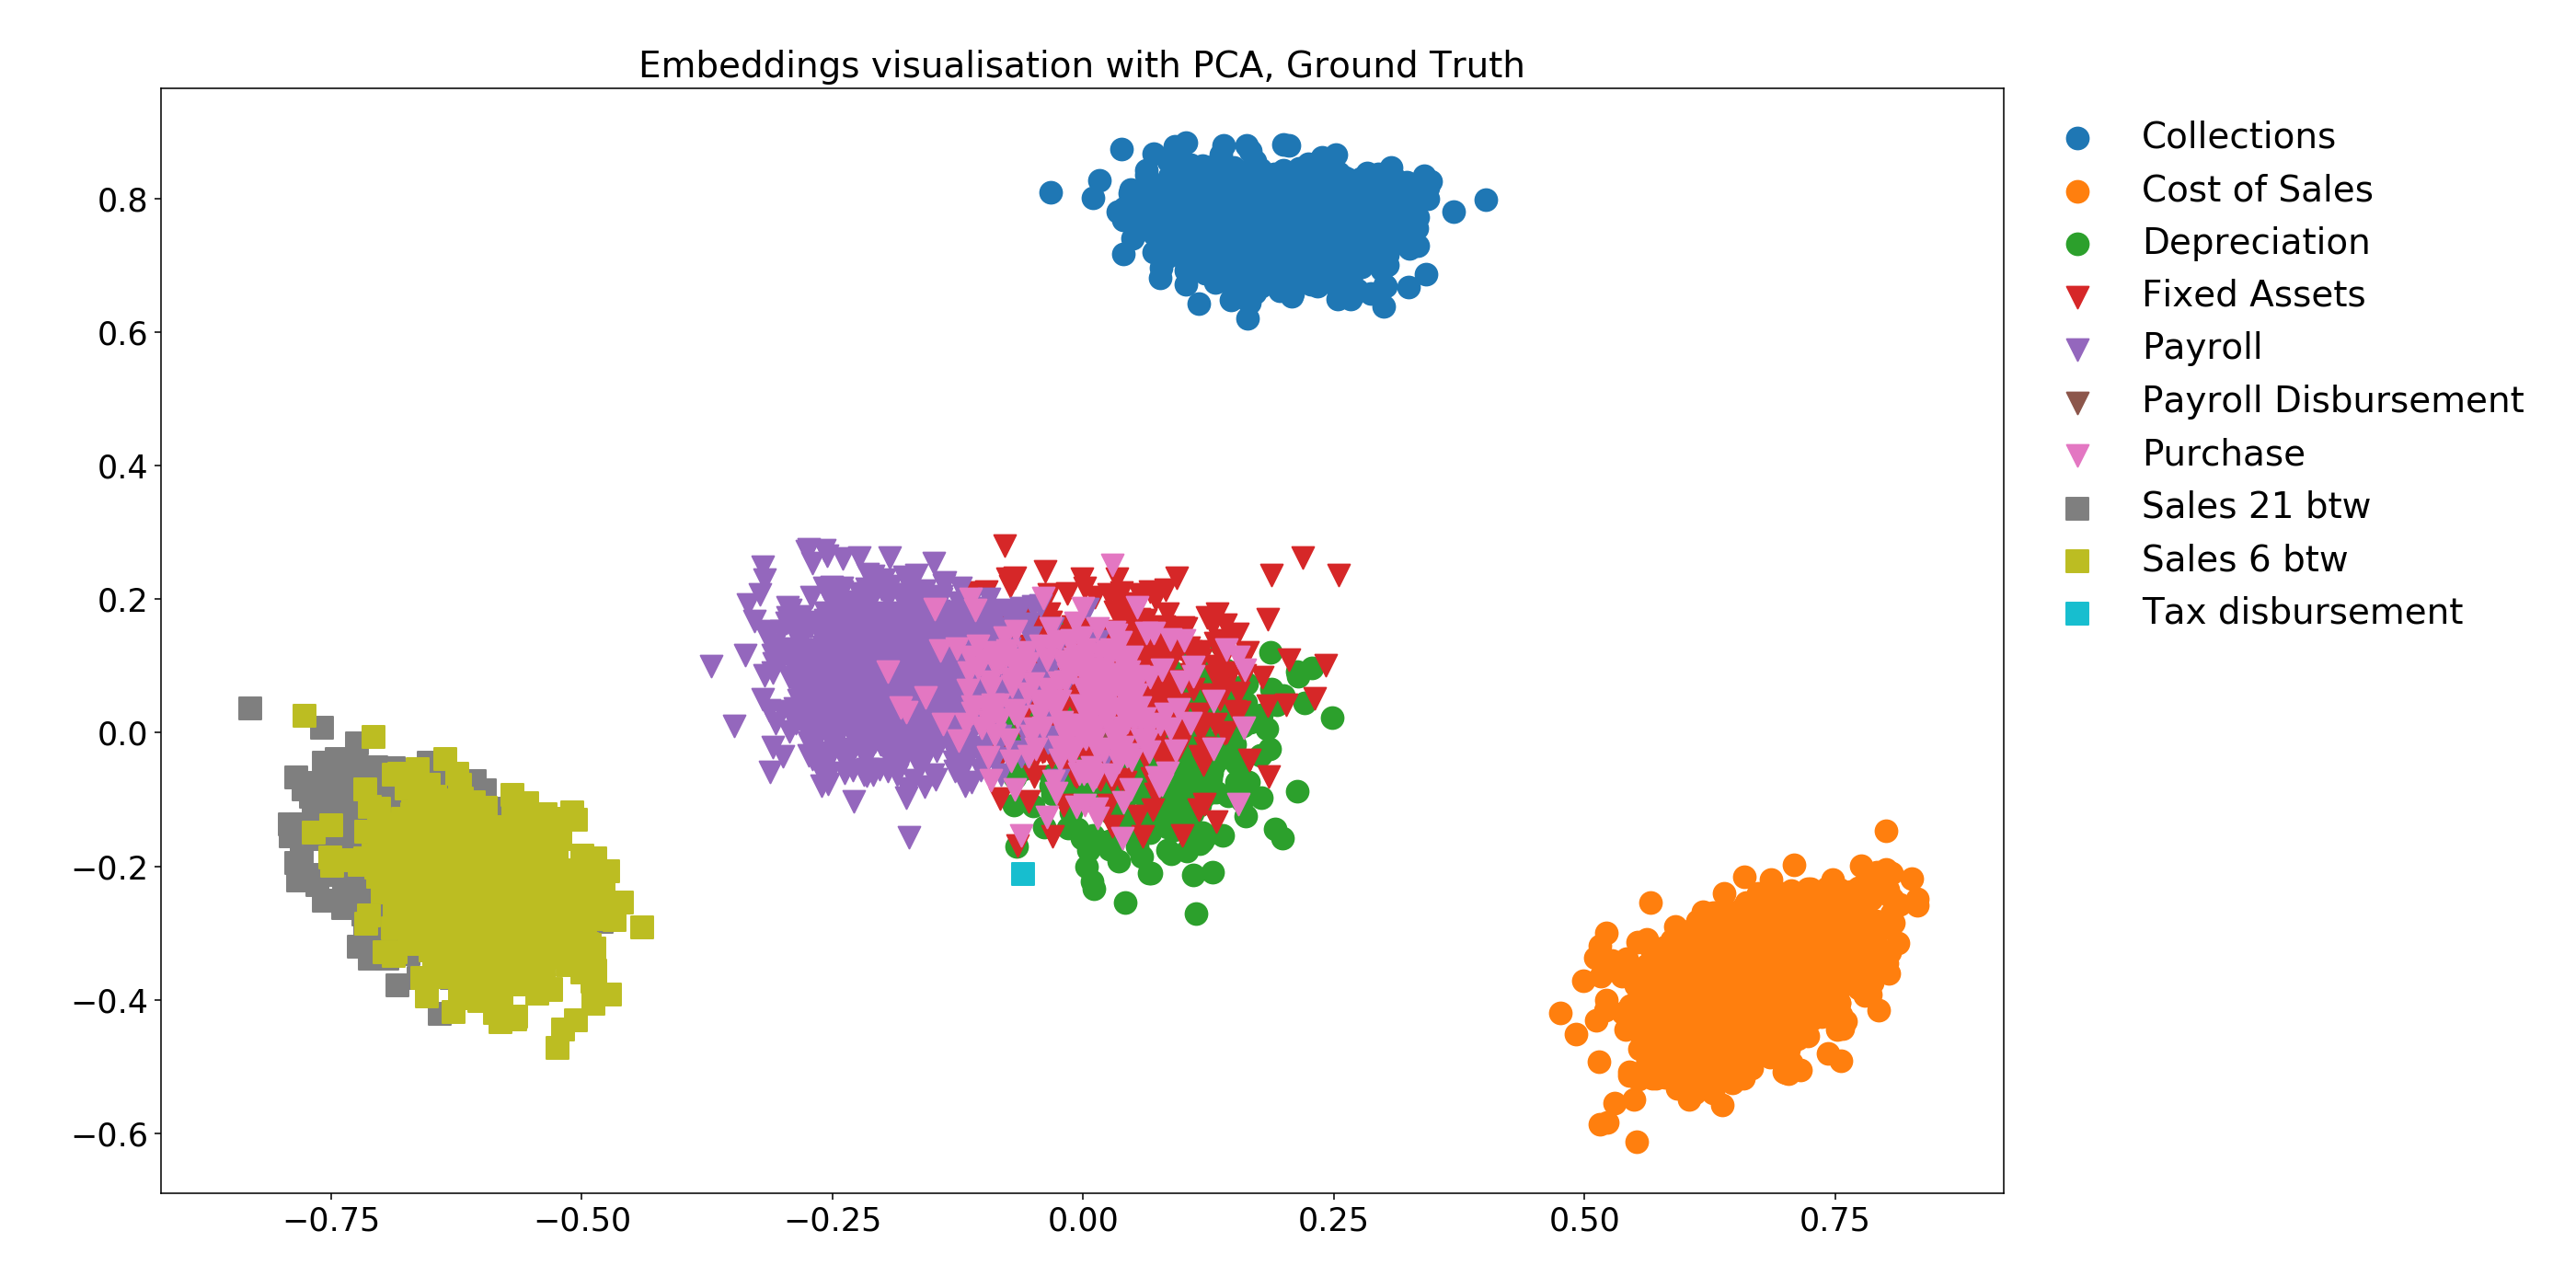 Embeddings visualisation with PCA, Ground Truth
0.8
0.6
0.4
0.2
0.0
−0.2
−0.4
−0.6
−0.75 −0.50 −0.25 0.00 0.25 0.50 0.75
Collections
Cost of Sales
Depreciation
Fixed Assets
Payroll
Payroll Disbursement
Purchase
Sales 21 btw
Sales 6 btw
Tax disbursement